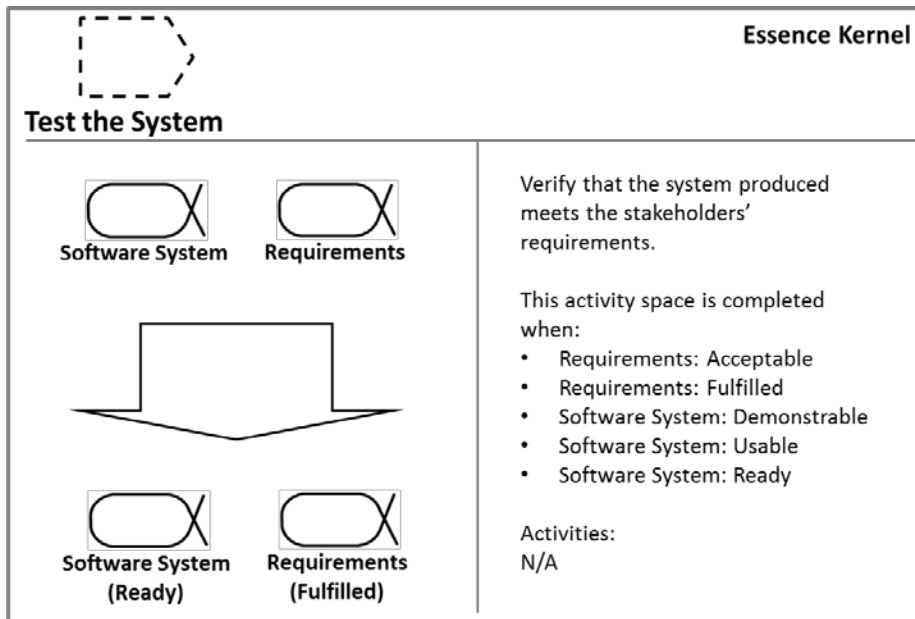 Essence Kernel
Test the System
Software System
Requirements
Software System
(Ready)
Requirements
(Fulfilled)
Verify that the system produced
meets the stakeholders’
requirements.
This activity space is completed
when:
• Requirements: Acceptable
• Requirements: Fulfilled
• Software System: Demonstrable
• Software System: Usable
• Software System: Ready
Activities:
N/A